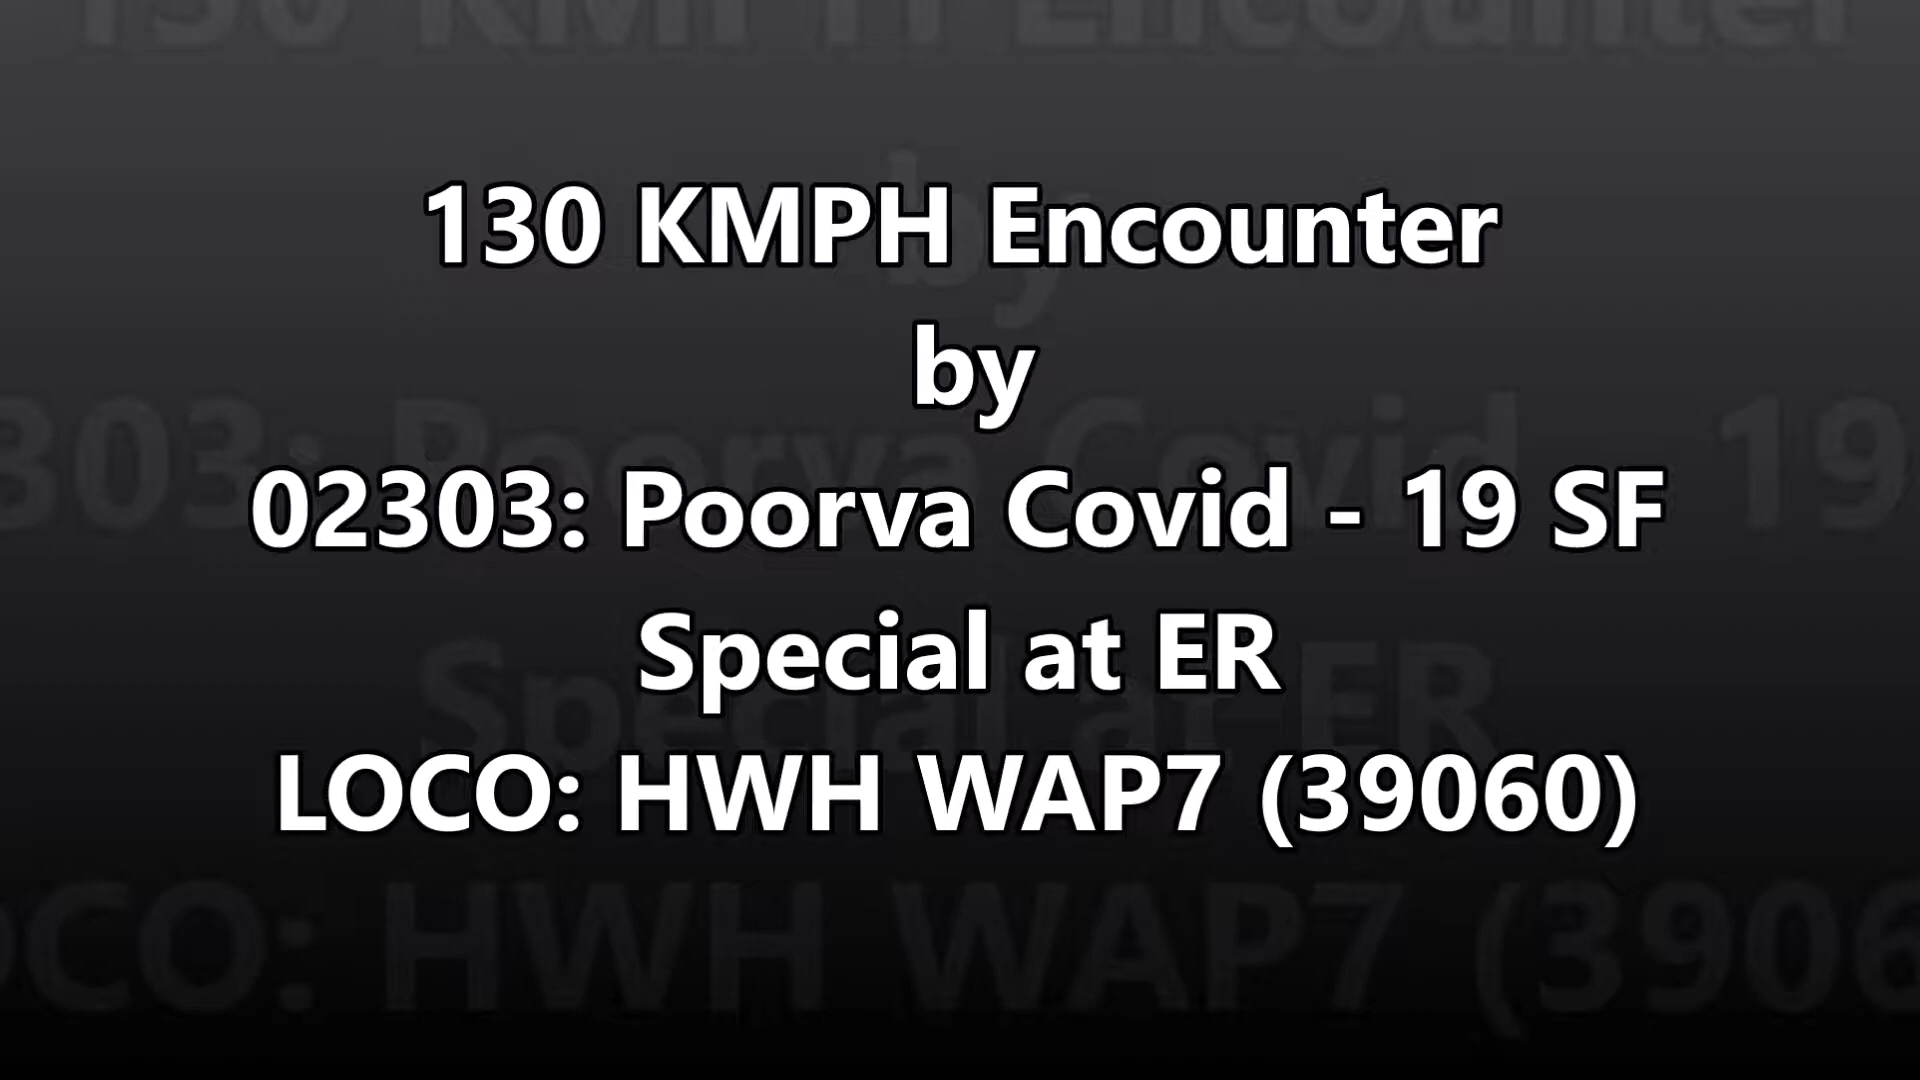 130 KMPH Encounter
by
02303: Poorva Covid - 19 SF
Special at ER
LOCO: HWH WAP7 (39060)